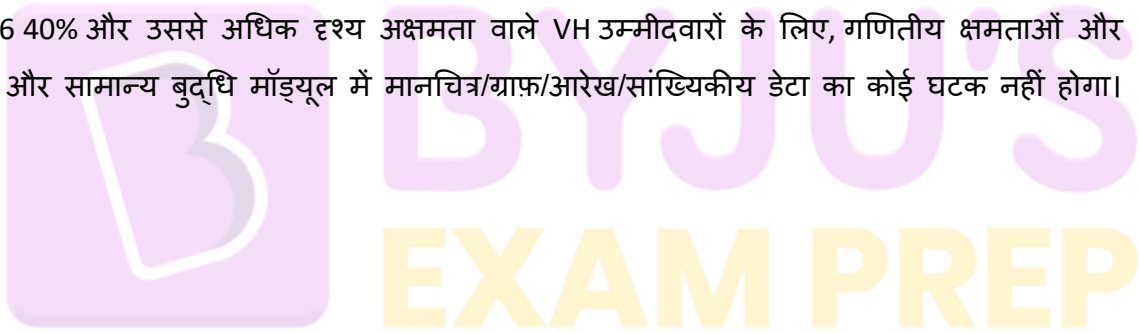 6 40% और उससे अधिक दृश्य अक्षमता वाले VH उम्मीदवारों के लिए, गणितीय क्षमताओं और
और सामान्य बुद्धि मॉड्यूल में मानचित्र/ग्राफ़/आरेख/सांख्यिकीय डेटा का कोई घटक नहीं होगा।
BYJU'S
EXAM PREP